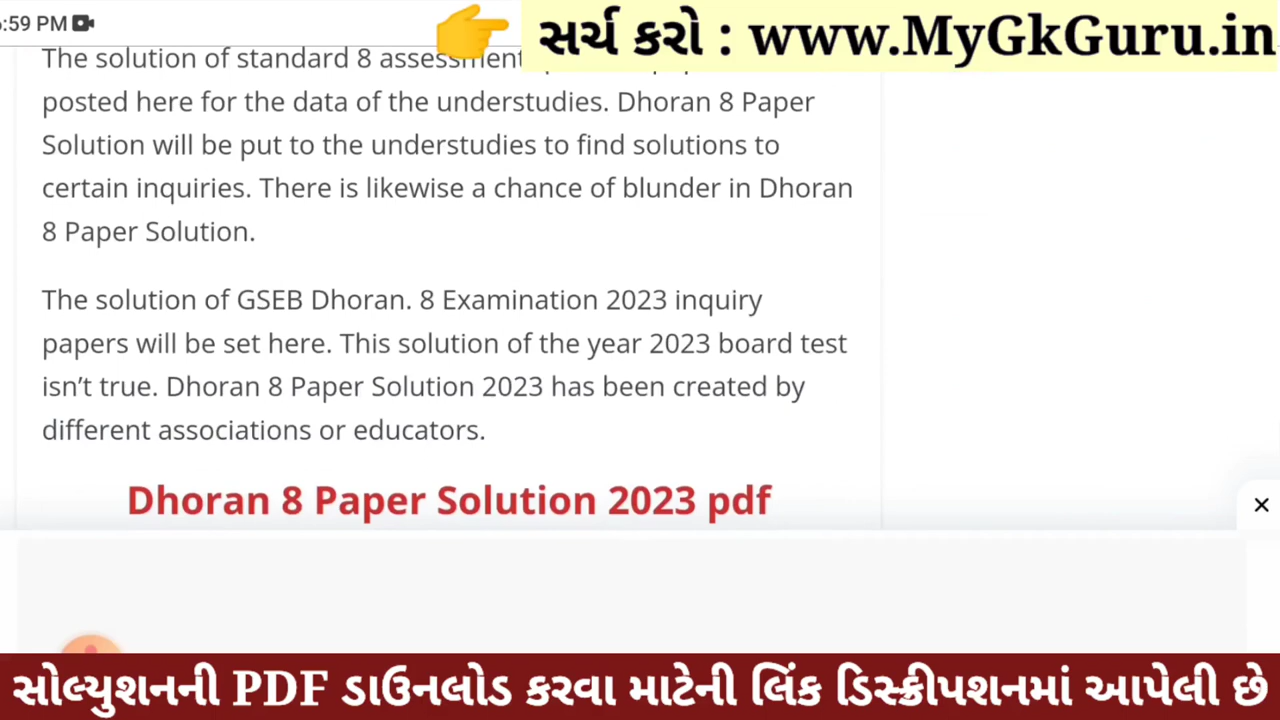 :59 PM
👉 સર્ચ કરો : www.MyGkGuru.in
The solution of standard 8 assessment
posted here for the data of the understudies. Dhoran 8 Paper
Solution will be put to the understudies to find solutions to
certain inquiries. There is likewise a chance of blunder in Dhoran
8 Paper Solution.
The solution of GSEB Dhoran. 8 Examination 2023 inquiry
papers will be set here. This solution of the year 2023 board test
isn’t true. Dhoran 8 Paper Solution 2023 has been created by
different associations or educators.
Dhoran 8 Paper Solution 2023 pdf
×
સોલ્યુશનની PDF ડાઉનલોડ કરવા માટેની લિંક ડિસ્ક્રીપશનમાં આપેલી છે